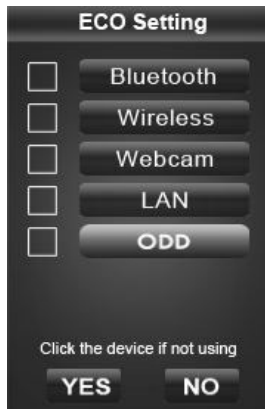 ECO Setting
Bluetooth
Wireless
Webcam
LAN
ODD
Click the device if not using
YES NO